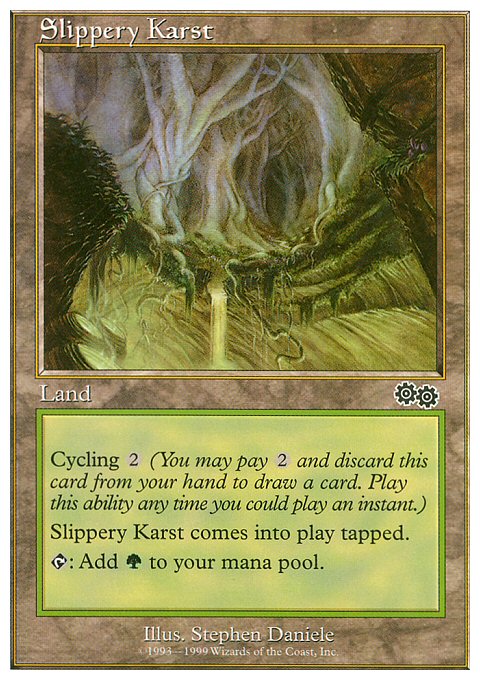 Slippery Karst
Land
Cycling 2 (You may pay 2 and discard this
card from your hand to draw a card. Play
this ability any time you could play an instant.)
Slippery Karst comes into play tapped.
: Add to your mana pool.
Illus. Stephen Daniele
©1993—1999 Wizards of the Coast, Inc.